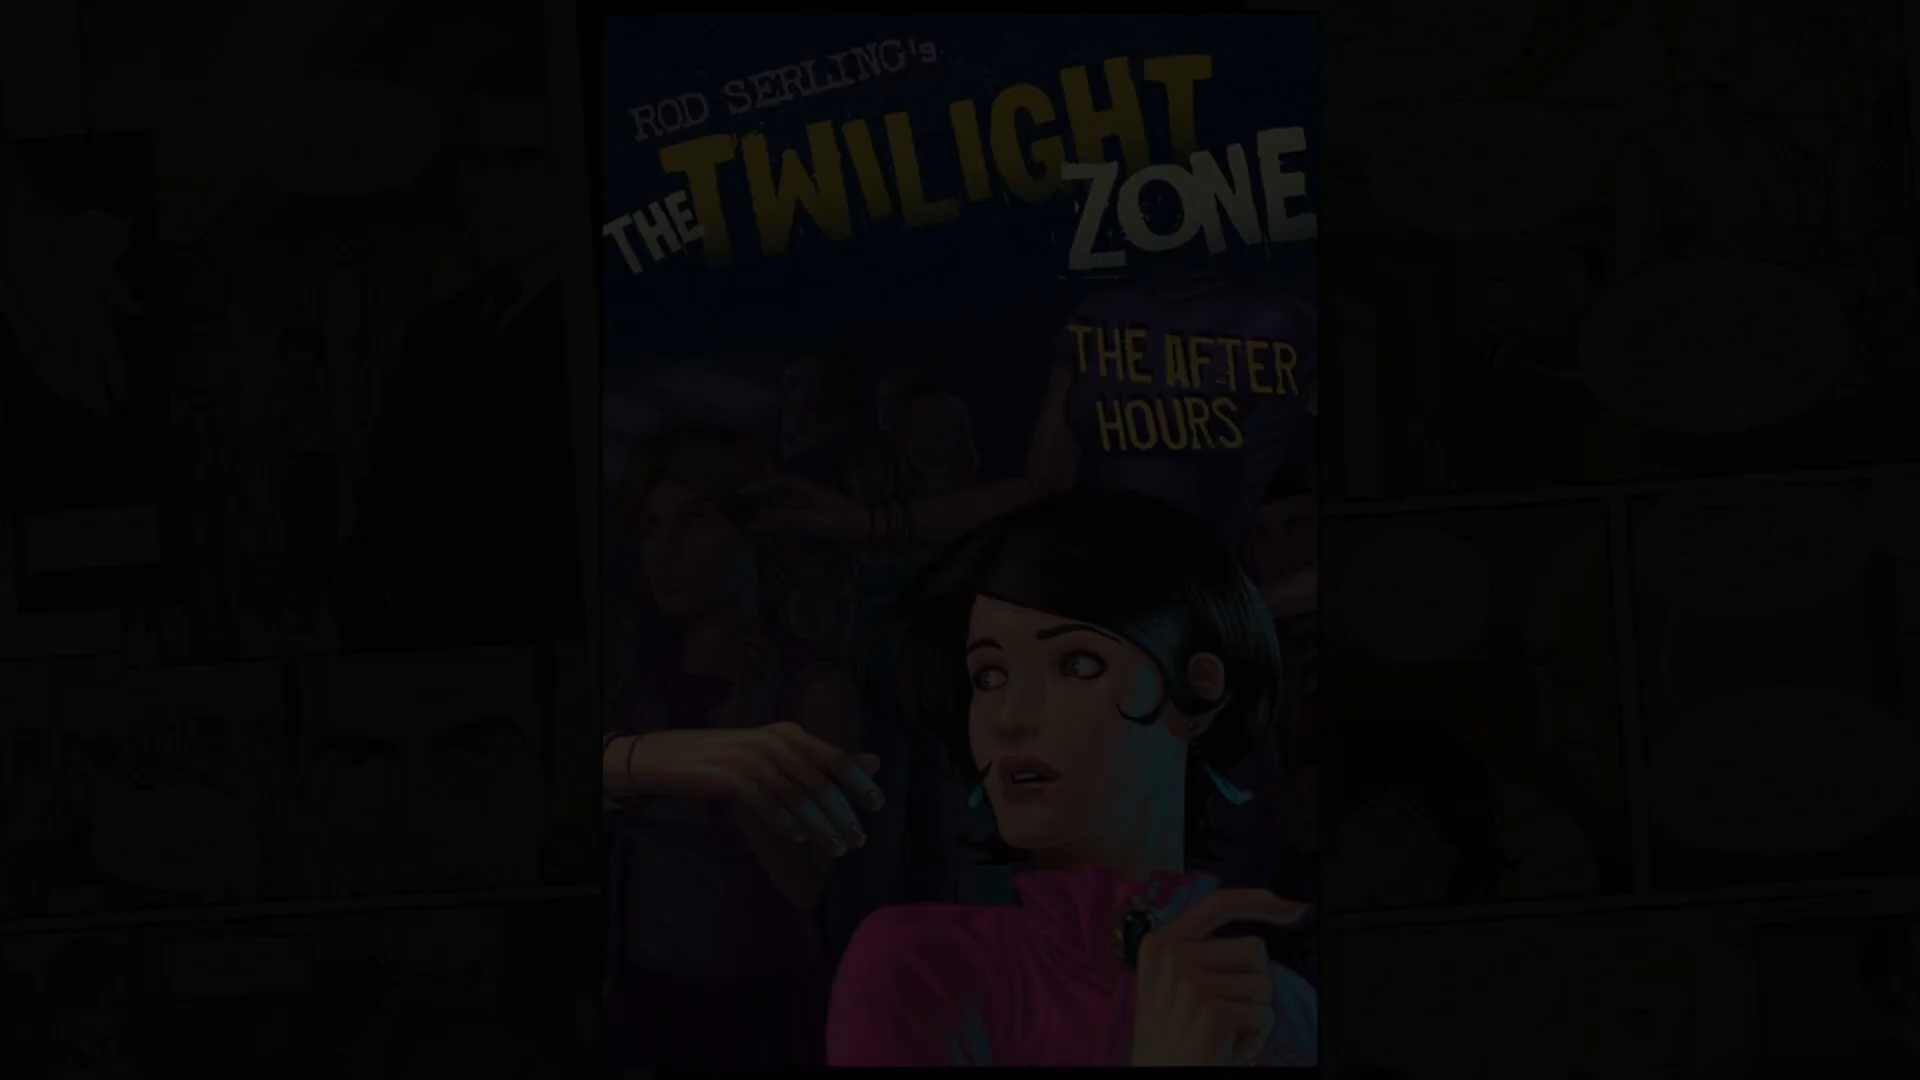 ROD SERLING's
THE TWILIGHT
ZONE
THE AFTER
HOURS